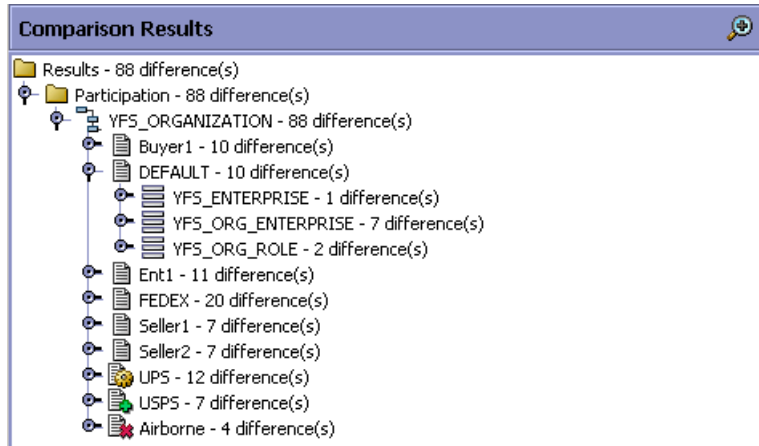 Comparison Results
Results - 88 difference(s)
Participation - 88 difference(s)
YFS_ORGANIZATION - 88 difference(s)
Buyer1 - 10 difference(s)
DEFAULT - 10 difference(s)
YFS_ENTERPRISE - 1 difference(s)
YFS_ORG_ENTERPRISE - 7 difference(s)
YFS_ORG_ROLE - 2 difference(s)
Ent1 - 11 difference(s)
FEDEX - 20 difference(s)
Seller1 - 7 difference(s)
Seller2 - 7 difference(s)
UPS - 12 difference(s)
USPS - 7 difference(s)
Airborne - 4 difference(s)